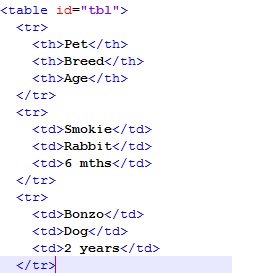 <table id="tbl">
<tr>
<th>Pet</th>
<th>Breed</th>
<th>Age</th>
</tr>
<tr>
<td>Smokie</td>
<td>Rabbit</td>
<td>6 mths</td>
</tr>
<tr>
<td>Bonzo</td>
<td>Dog</td>
<td>2 years</td>
</tr>